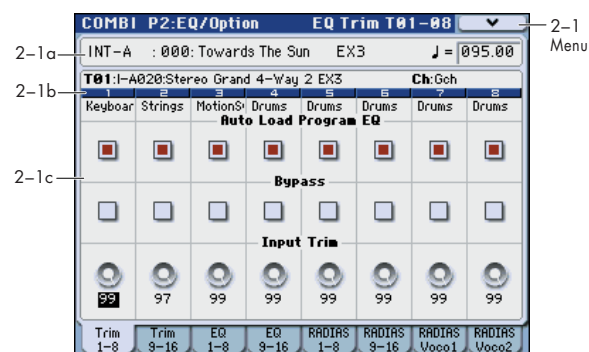 COMBI P2:EQ/Option EQ Trim T01-08
2-1
Menu
2-1a
INT-A :000:Towards The Sun EX3 ♩= 095.00
T01:I-A020:Stereo Grand 4-Way 2 EX3 Ch:Gch
2-1b
1 2 3 4 5 6 7 8
Keyboar Strings MotionS Drums Drums Drums Drums Drums
Auto Load Program EQ
2-1c
Bypass
Input Trim
99 97 99 99 99 99 99 99
Trim Trim EQ EQ RADIAS RADIAS RADIAS RADIAS
1-8 9-16 1-8 9-16 1-8 9-16 Voco1 Voco2